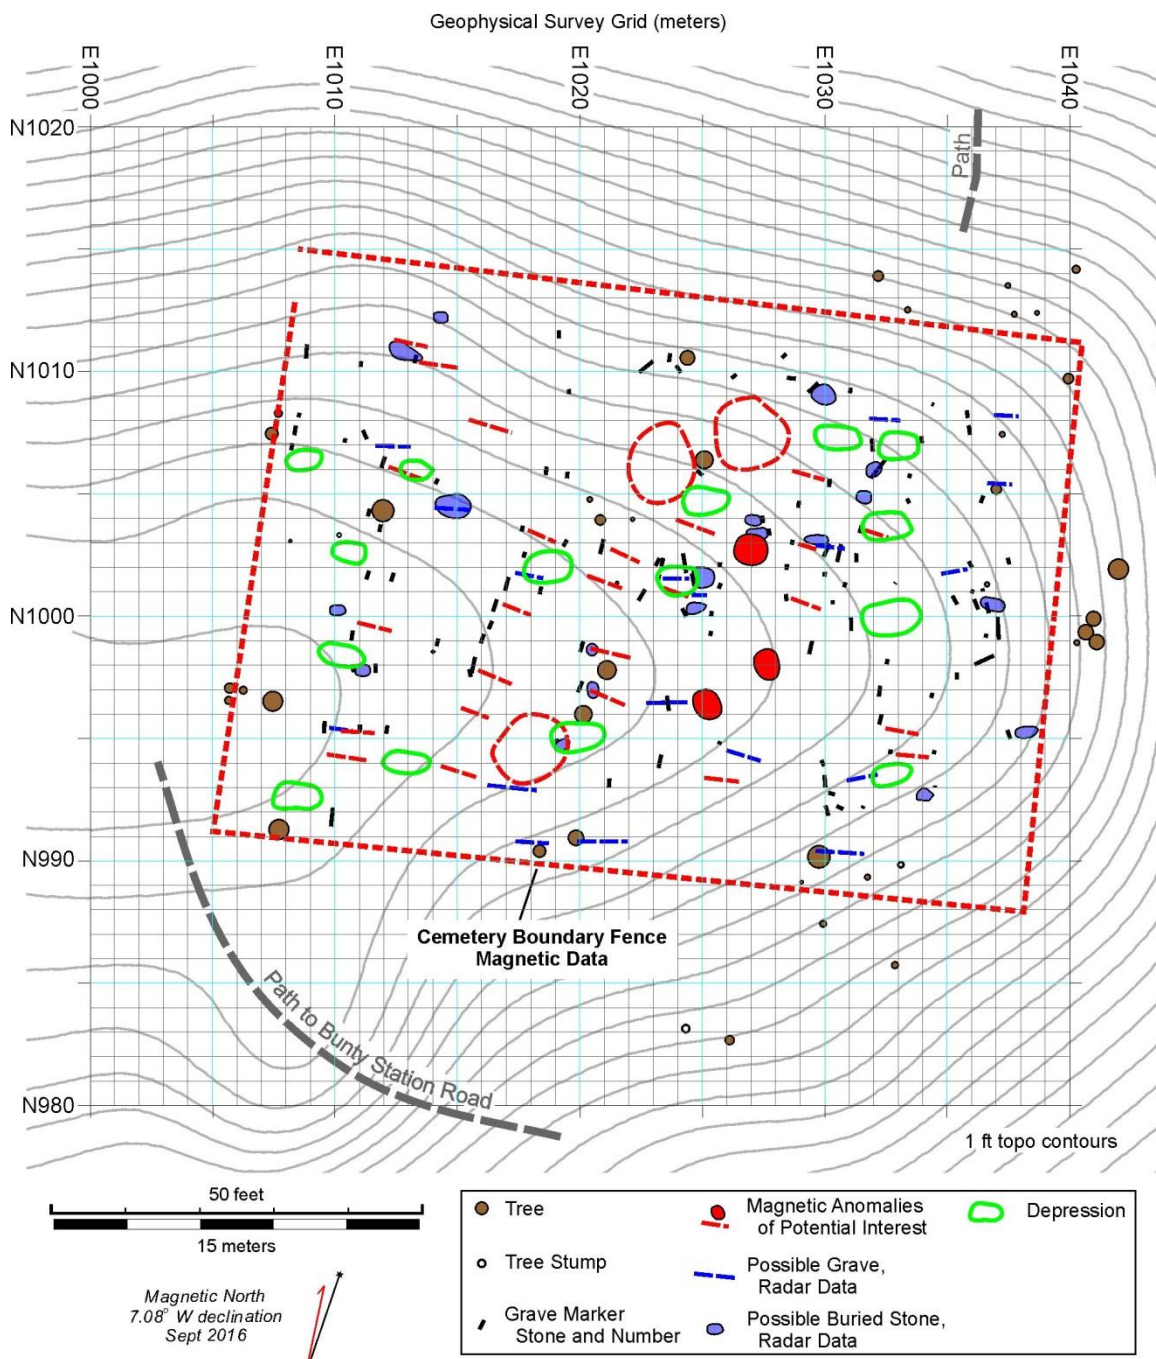 Geophysical Survey Grid (meters)
E1000
E1010
E1020
E1030
E1040
N1020
Path
N1010
N1000
N990
Cemetery Boundary Fence
Magnetic Data
Path to Bunty Station Road
N980
1 ft topo contours
50 feet
15 meters
Magnetic North
7.08° W declination
Sept 2016
Tree
Tree Stump
Grave Marker
Stone and Number
Magnetic Anomalies
of Potential Interest
Possible Grave,
Radar Data
Possible Buried Stone,
Radar Data
Depression